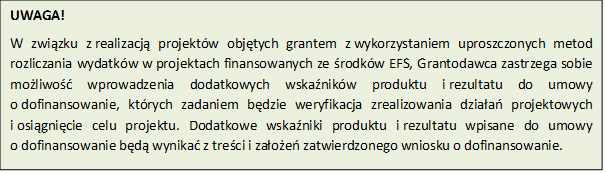 UWAGA!
W związku z realizacją projektów objętych grantem z wykorzystaniem uproszczonych metod
rozliczania wydatków w projektach finansowanych ze środków EFS, Grantodawca zastrzega sobie
możliwość wprowadzenia dodatkowych wskaźników produktu i rezultatu do umowy
o dofinansowanie, których zadaniem będzie weryfikacja zrealizowania działań projektowych
i osiągnięcie celu projektu. Dodatkowe wskaźniki produktu i rezultatu wpisane do umowy
o dofinansowanie będą wynikać z treści i założeń zatwierdzonego wniosku o dofinansowanie.